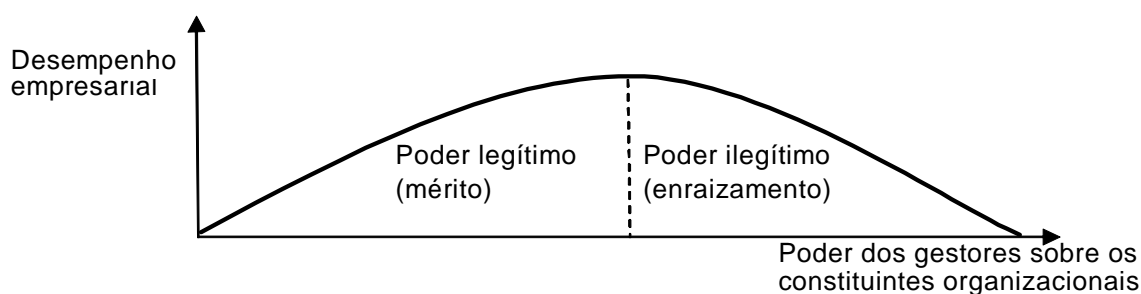 Desempenho
empresarial
Poder legítimo
(mérito)
Poder ilegítimo
(enraizamento)
Poder dos gestores sobre os
constituintes organizacionais